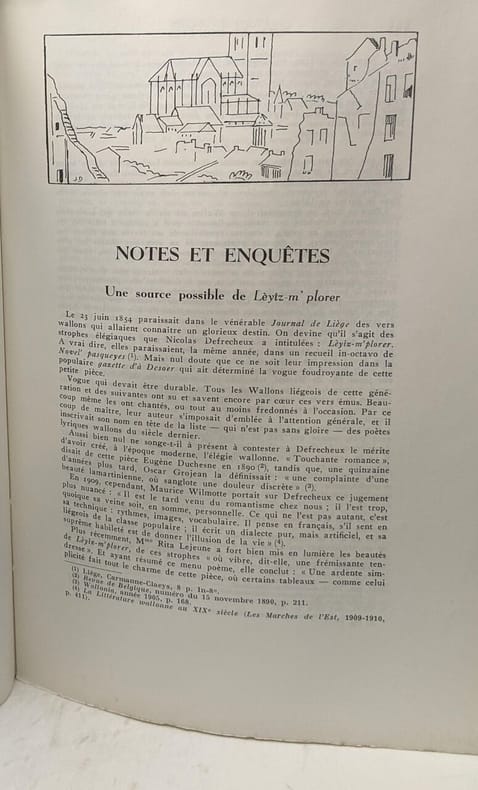 J D
NOTES ET ENQUÊTES
Une source possible de Lèyîz-m' plorer
Le 23 juin 1854 paraissait dans le vénérable Journal de Liège des vers
wallons qui allaient connaître un glorieux destin. On devine qu'il s'agit des
strophes élégiaques que Nicolas Defrecheux a intitulées : Lèyîz-m'plorer.
A vrai dire, elles paraissaient, la même année, dans un recueil in-octavo de
Novel' pasqueyes (1). Mais nul doute que ce ne soit leur impression dans la
populaire gazette d'à Desoer qui ait déterminé la vogue foudroyante de cette
petite pièce.
Vogue qui devait être durable. Tous les Wallons liégeois de cette géné-
ration et des suivantes ont su et savent encore par cœur ces vers émus. Beau-
coup même les ont chantés, ou tout au moins fredonnés à l'occasion. Par ce
coup de maître, leur auteur s'imposait d'emblée à l'attention générale, et il
inscrivait son nom en tête de la liste — qui n'est pas sans gloire — des poètes
lyriques wallons du siècle dernier.
Aussi bien nul ne songe-t-il à présent à contester à Defrecheux le mérite
d'avoir créé, à l'époque moderne, l'élégie wallonne. « Touchante romance »,
disait de cette pièce Eugène Duchesne en 1890 (2), tandis que, une quinzaine
d'années plus tard, Oscar Grojean la définissait : « une complainte d'une
beauté lamartinienne, où sanglote une douleur discrète » (3).
En 1909, cependant, Maurice Wilmotte portait sur Defrecheux ce jugement
plus nuancé : « Il est le tard venu du romantisme chez nous ; il l'est trop,
quoique sa veine soit, en somme, personnelle. Ce qui ne l'est pas autant, c'est
sa technique : rythmes, images, vocabulaire. Il pense en français, s'il sent en
liégeois de la classe populaire ; il écrit un dialecte pur, mais artificiel, et sa
suprême habileté est de donner l'illusion de la vie » (4).
Plus récemment, Mme Rita Lejeune a fort bien mis en lumière les beautés
de Lèyîz-m'plorer, de ces strophes « où vibre, dit-elle, une frémissante ten-
dresse ». Et ayant résumé ce menu poème, elle conclut : « Une ardente sim-
plicité fait tout le charme de cette pièce, où certains tableaux — comme celui
(1) Liége, Carmanne-Claeys, 8 p. In-8°.
(2) Revue de Belgique, numéro du 15 novembre 1890, p. 211.
(3) Wallonia, année 1905, p. 168.
(4) La Littérature wallonne au XIXe siècle (Les Marches de l'Est, 1909-1910,
p. 411).